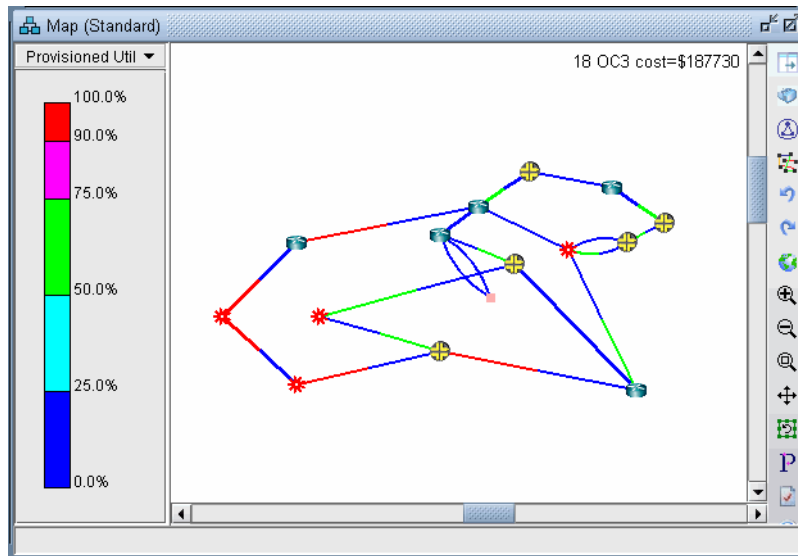 Map (Standard)
Provisioned Util
18 OC3 cost=$187730
100.0%
90.0%
75.0%
50.0%
25.0%
0.0%
P